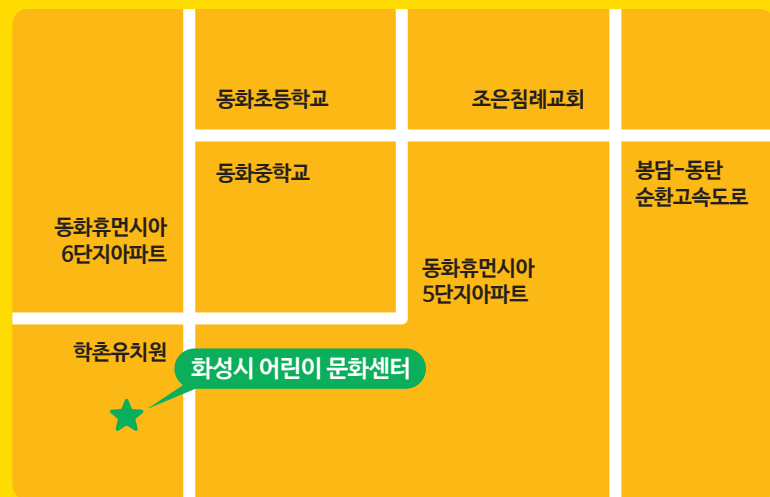 동화초등학교
조은침례교회
동화중학교
봉담-동탄
순환고속도로
동화휴먼시아
6단지아파트
동화휴먼시아
5단지아파트
학촌유치원
화성시 어린이 문화센터